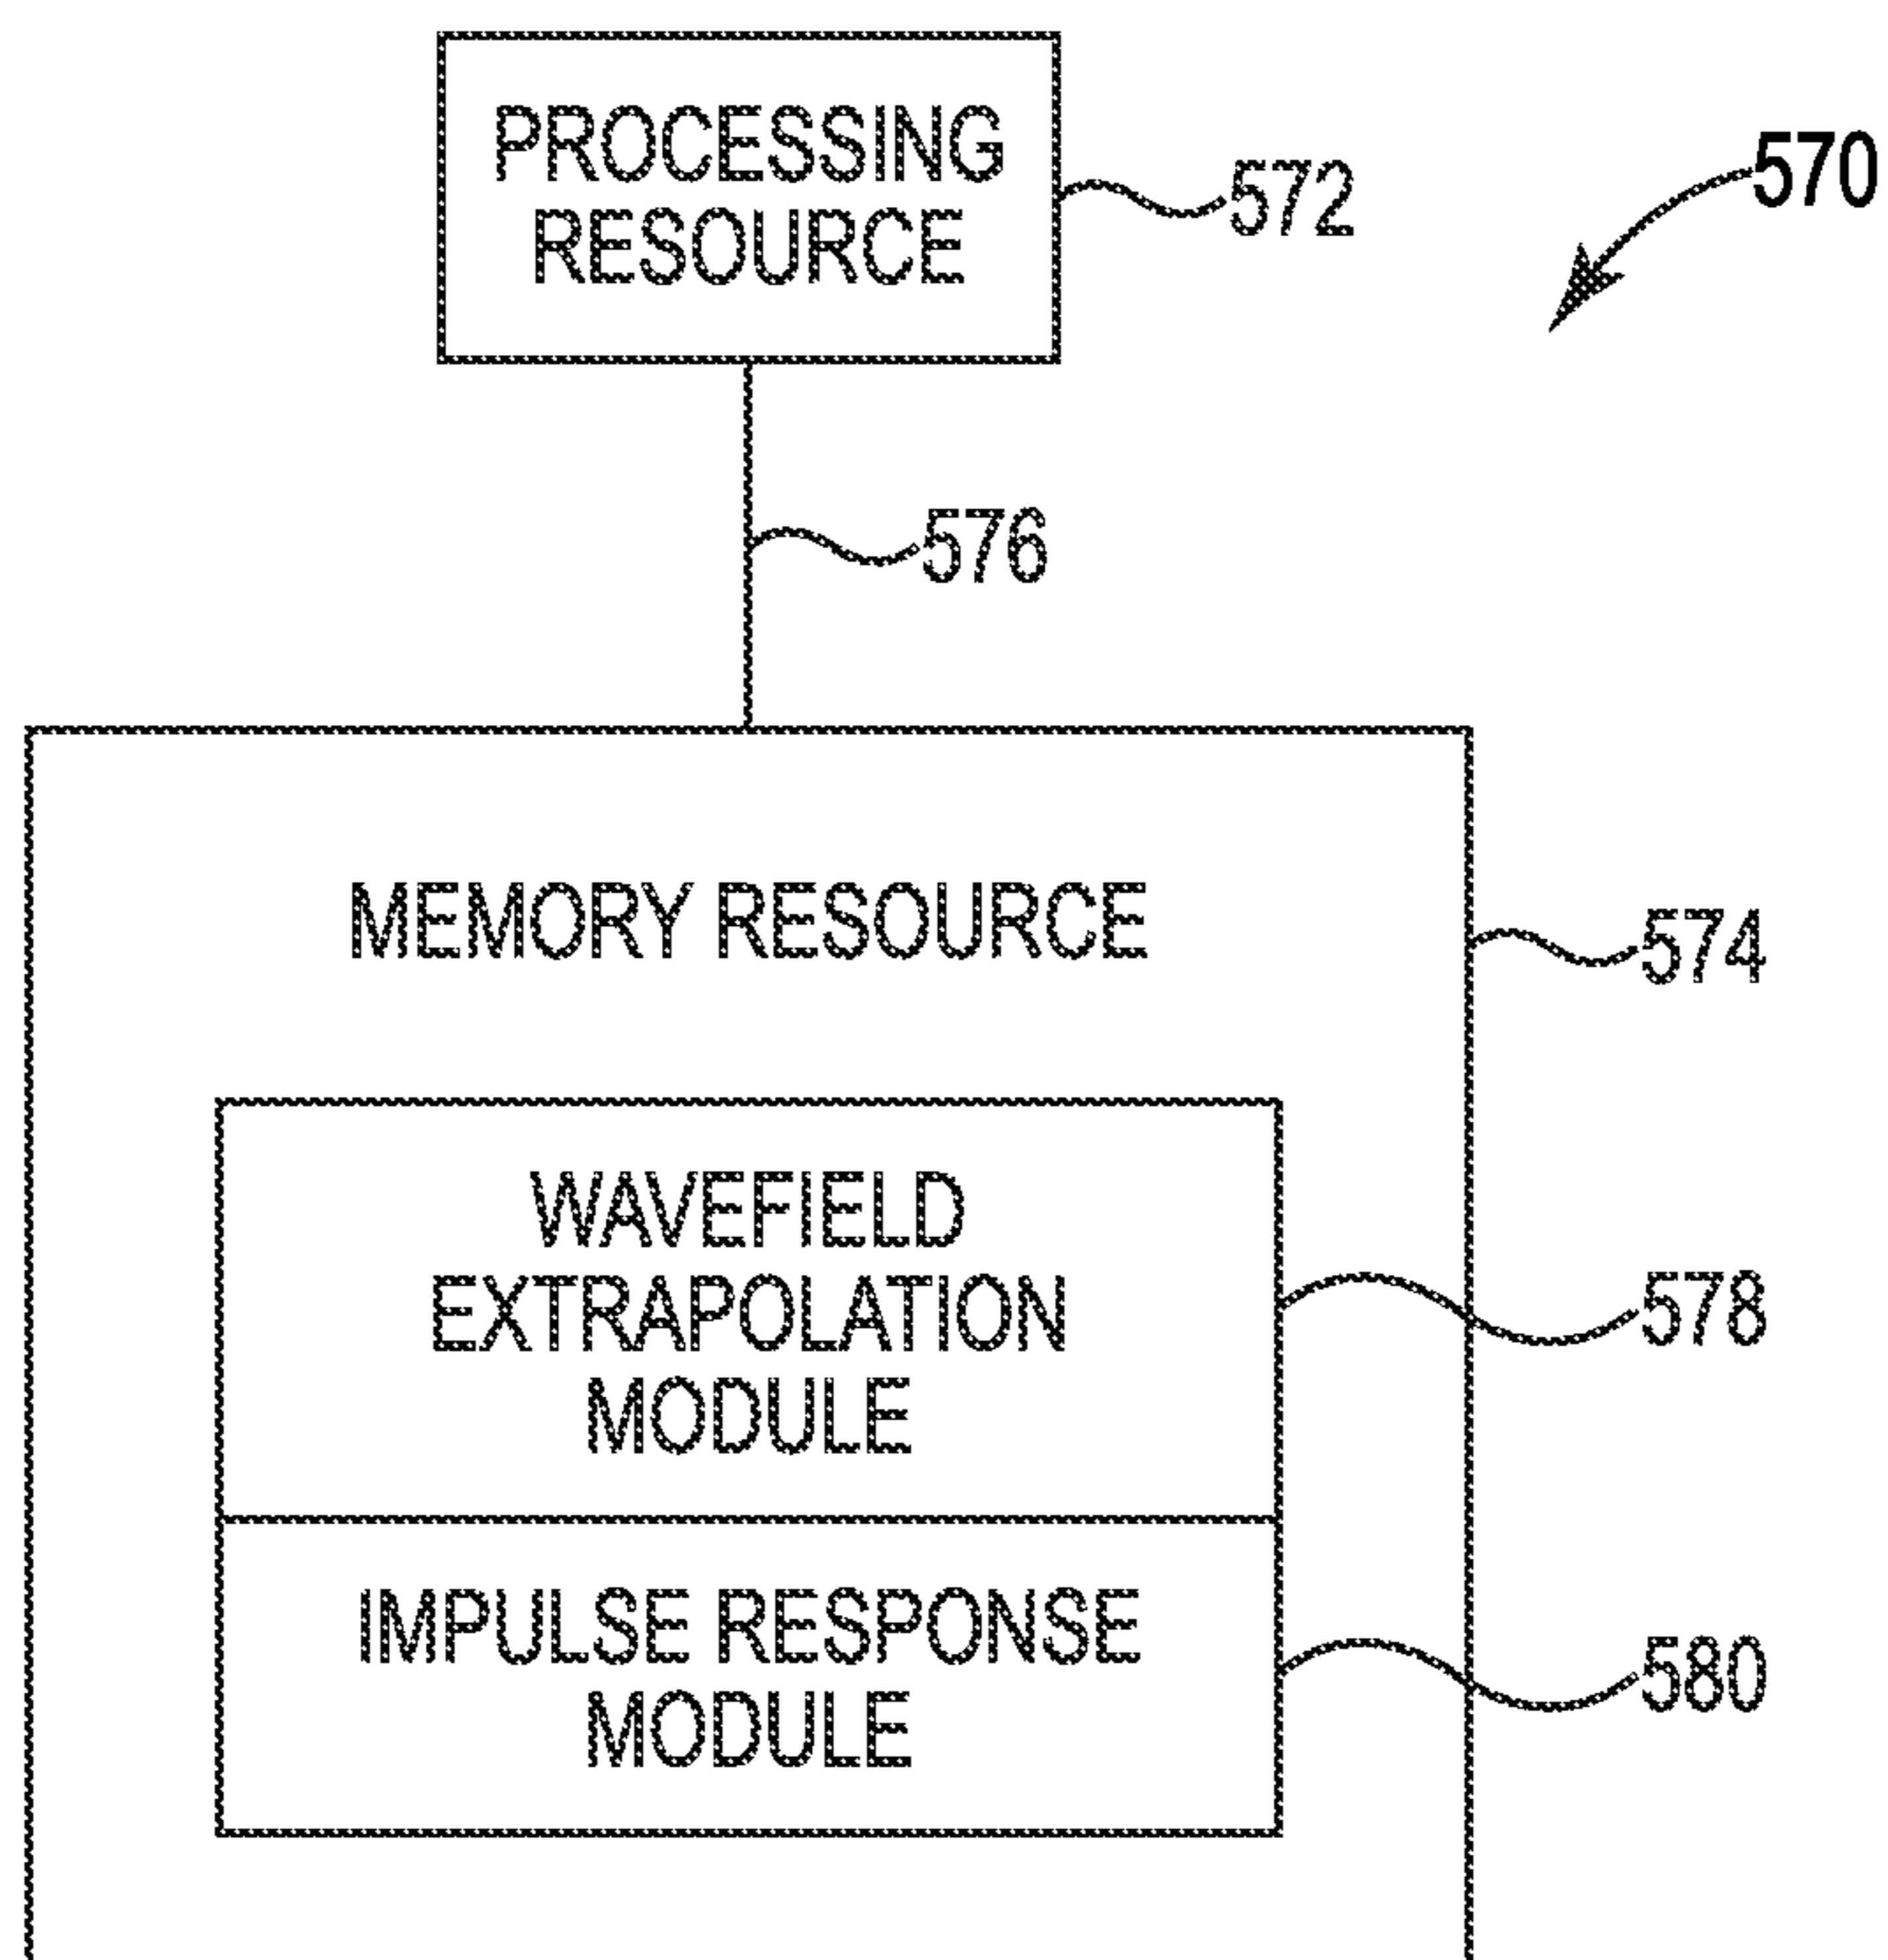 PROCESSING
RESOURCE
572
570
576
MEMORY RESOURCE
574
WAVEFIELD
EXTRAPOLATION
MODULE
578
IMPULSE RESPONSE
MODULE
580